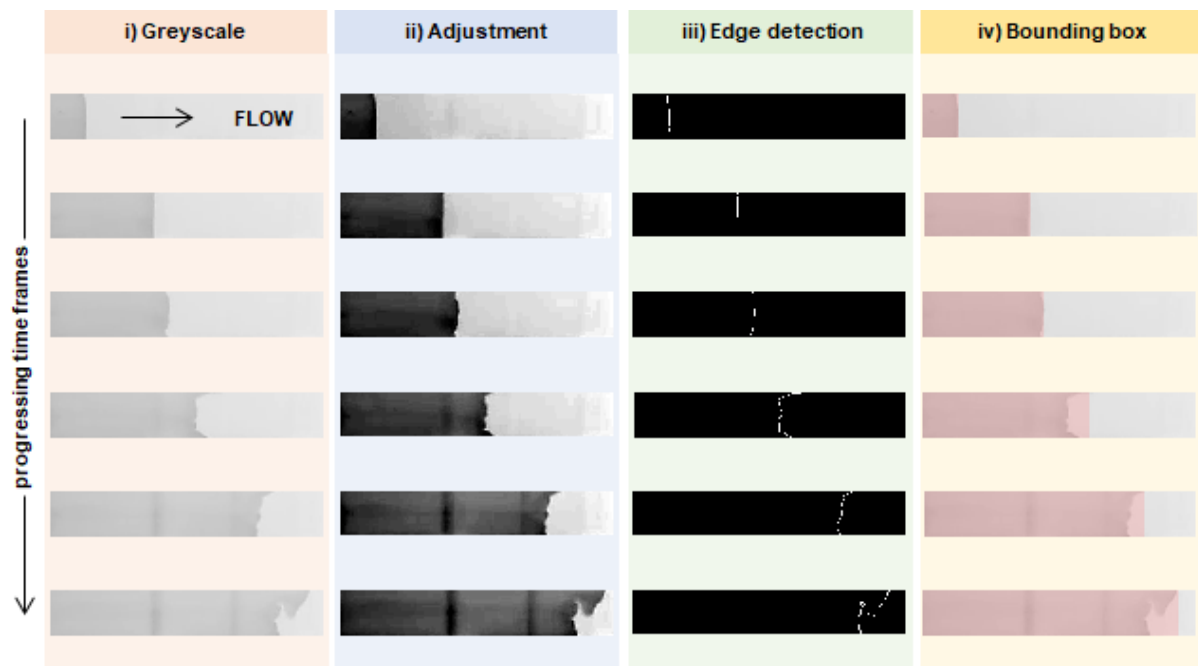 i) Greyscale
ii) Adjustment
iii) Edge detection
iv) Bounding box
FLOW
progressing time frames